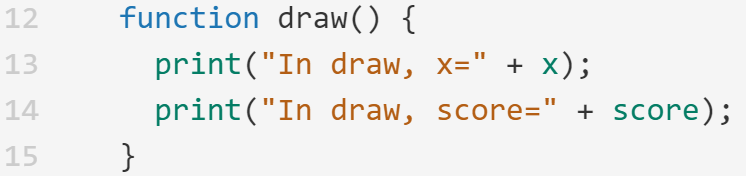 12 function draw() {
13 print("In draw, x=" + x);
14 print("In draw, score=" + score);
15 }